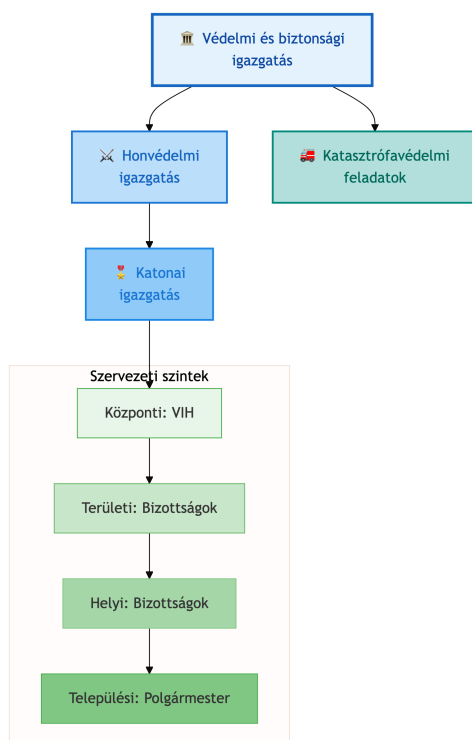 🏛️ Védelmi és biztonsági
igazgatás
⚔️ Honvédelmi
igazgatás
🚒 Katasztrófavédelmi
feladatok
🎖️ Katonai
igazgatás
Szervezeti szintek
Központi: VIH
Területi: Bizottságok
Helyi: Bizottságok
Települési: Polgármester